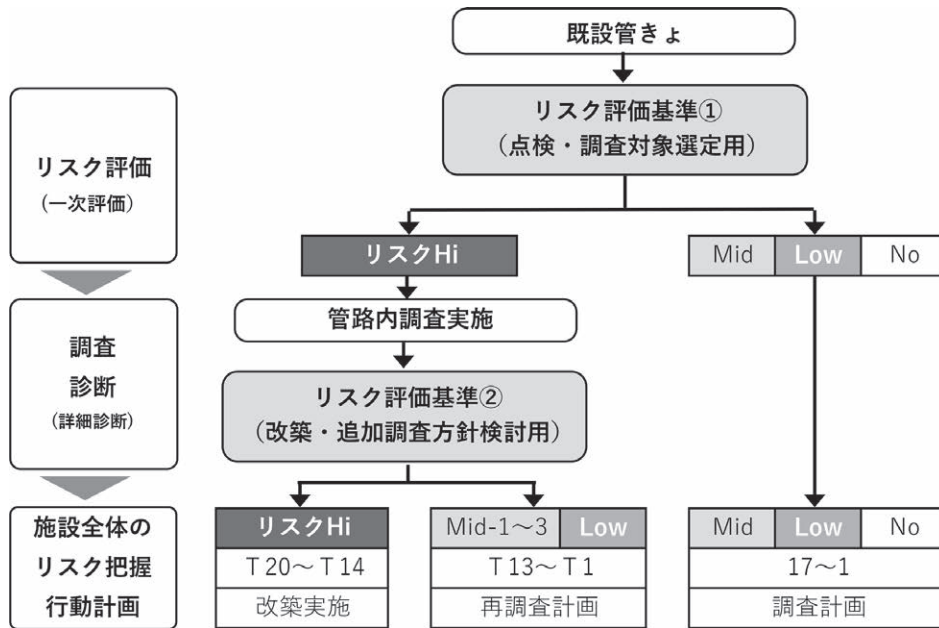 既設管きょ
リスク評価基準①
(点検・調査対象選定用)
リスク評価
(一次評価)
リスクHi
Mid
Low
No
管路内調査実施
調査
診断
(詳細診断)
リスク評価基準②
(改築・追加調査方針検討用)
施設全体の
リスク把握
行動計画
リスクHi
T20～T14
改築実施
Mid-1～3
Low
T13～T1
再調査計画
Mid
Low
No
17～1
調査計画